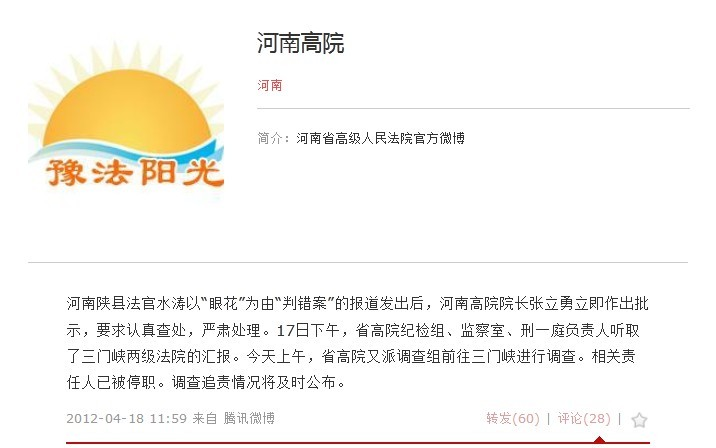 河南高院
河南
简介：河南省高级人民法院官方微博
豫法阳光
河南陕县法官水涛以“眼花”为由“判错案”的报道发出后，河南高院院长张立勇立即作出批
示，要求认真查处，严肃处理。17日下午，省高院纪检组、监察室、刑一庭负责人听取
了三门峡两级法院的汇报。今天上午，省高院又派调查组前往三门峡进行调查。相关责
任人已被停职。调查追责情况将及时公布。
2012-04-18 11:59 来自 腾讯微博 转发(60) | 评论(28) |